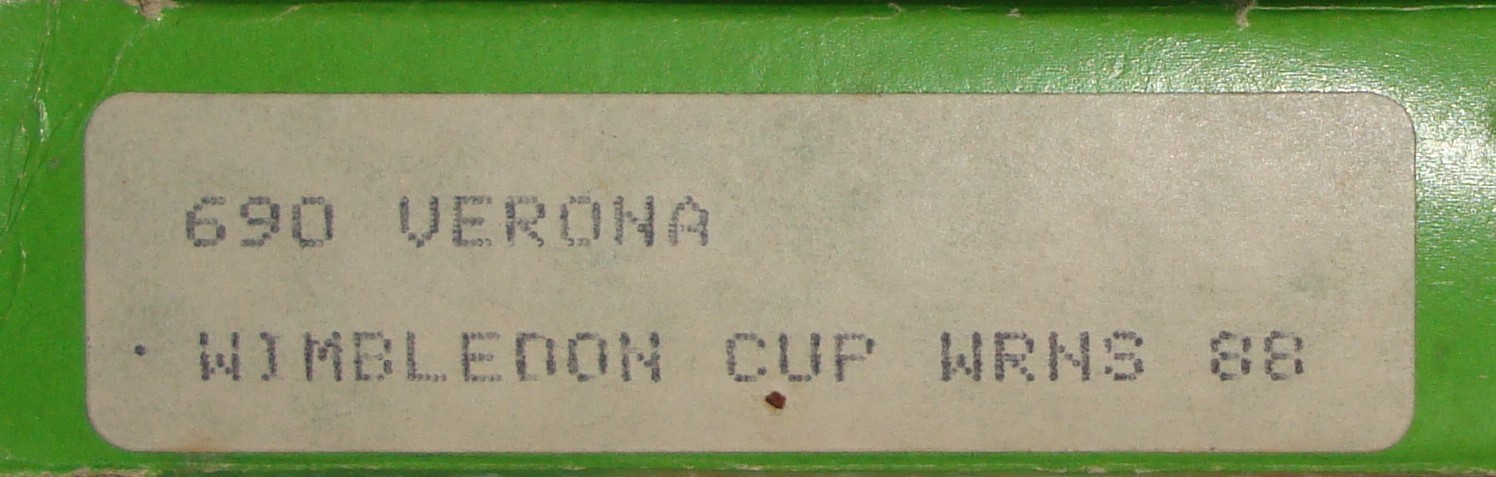 690 VERONA
WIMBLEDON CUP WRNS 88